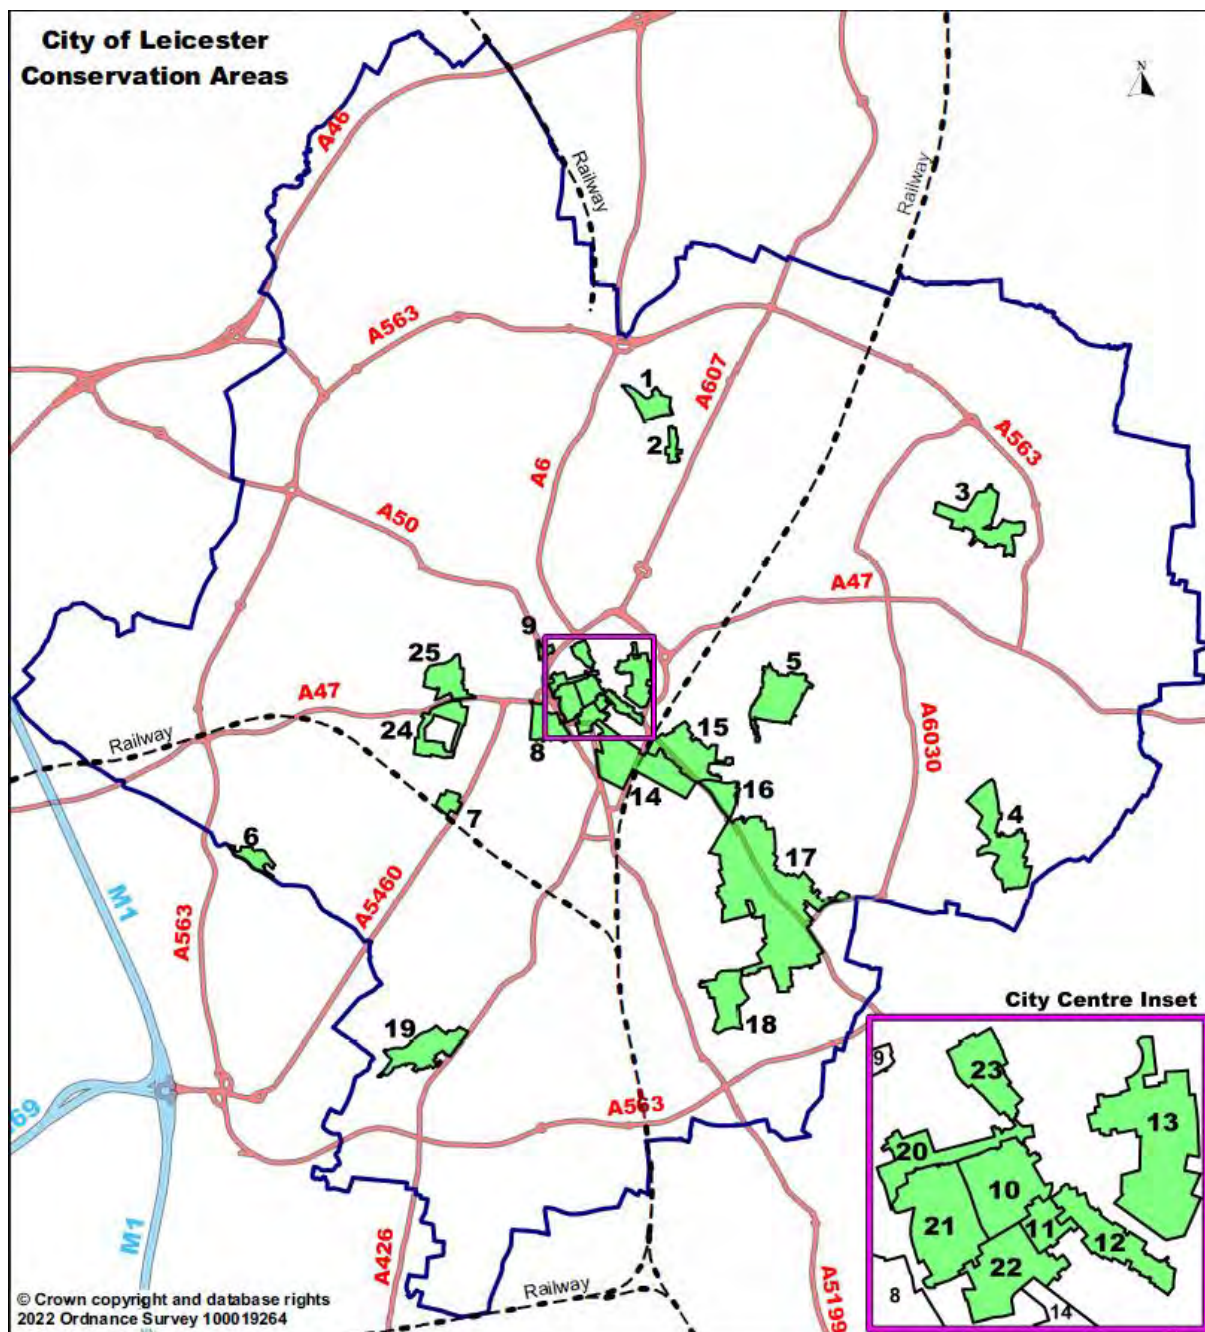 City of Leicester
Conservation Areas
N
A46
Railway
Railway
A563
A607
1
2
A6
A563
3
A50
A47
9
25
5
A47
24
Railway
8
15
A6030
14
16
7
4
6
17
M1
A5460
A563
City Centre Inset
18
19
9
23
69
A563
13
20
10
21
11
12
M1
22
A426
8
14
Railway
A5199
© Crown copyright and database rights
2022 Ordnance Survey 100019264